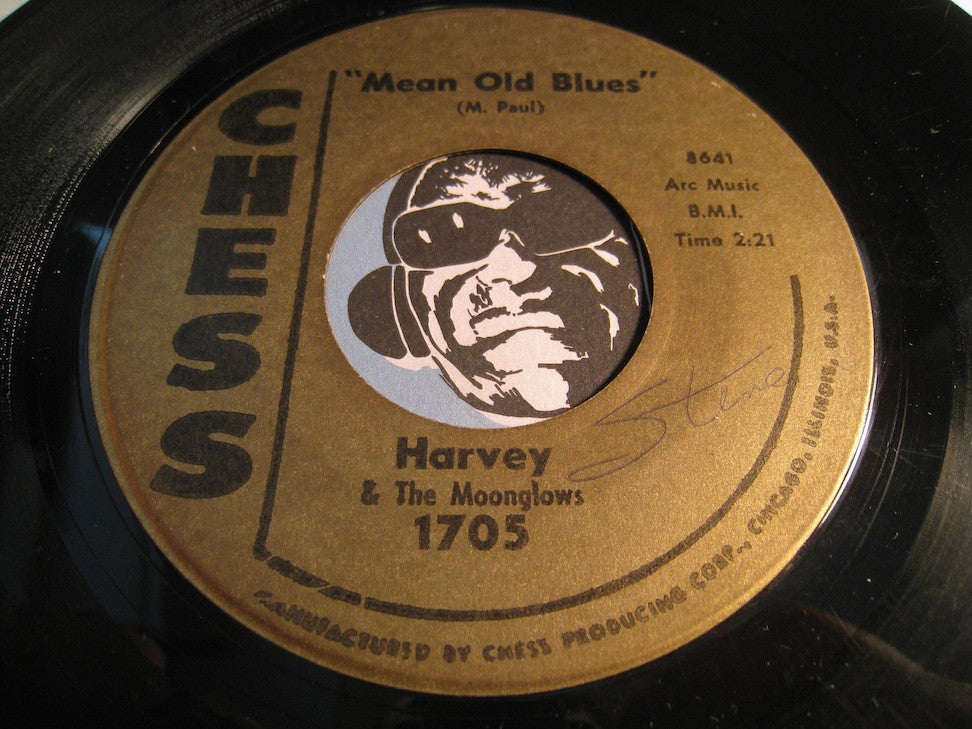 CHESS
"Mean Old Blues"
(M. Paul)
8641
Arc Music
B.M.I.
Time 2:21
Steve
Harvey
& The Moonglows
1705
MANUFACTURED BY CHESS PRODUCING CORP., CHICAGO, ILLINOIS, U.S.A.